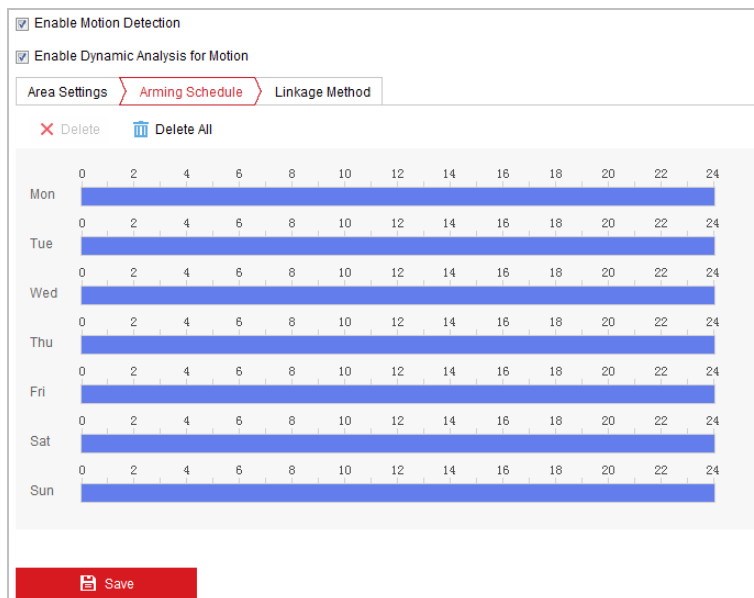 Enable Motion Detection
Enable Dynamic Analysis for Motion
Area Settings Arming Schedule Linkage Method
Delete Delete All
0 2 4 6 8 10 12 14 16 18 20 22 24
Mon
0 2 4 6 8 10 12 14 16 18 20 22 24
Tue
0 2 4 6 8 10 12 14 16 18 20 22 24
Wed
0 2 4 6 8 10 12 14 16 18 20 22 24
Thu
0 2 4 6 8 10 12 14 16 18 20 22 24
Fri
0 2 4 6 8 10 12 14 16 18 20 22 24
Sat
0 2 4 6 8 10 12 14 16 18 20 22 24
Sun
Save